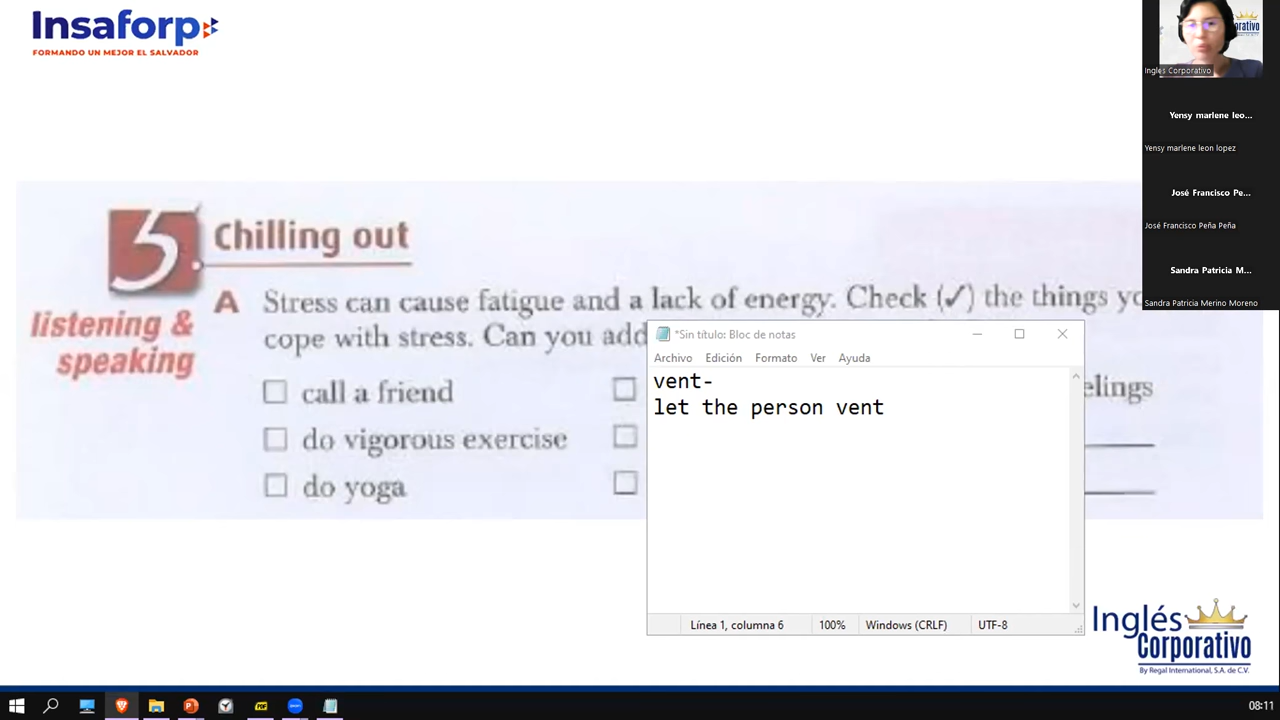 Insaforp
FORMANDO UN MEJOR EL SALVADOR
5 Chilling out
listening &
speaking
A Stress can cause fatigue and a lack of energy. Check (✓) the things
cope with stress. Can you add
call a friend
do vigorous exercise
do yoga
*Sin título: Bloc de notas
Archivo Edición Formato Ver Ayuda
vent-
let the person vent
Línea 1, columna 6 100% Windows (CRLF) UTF-8
Inglés Corporativo
Yensy marlene leo...
Yensy marlene leon lopez
José Francisco Pe...
José Francisco Peña Peña
Sandra Patricia M...
Sandra Patricia Merino Moreno
Inglés
Corporativo
By Regal International, S.A. de C.V.
08:11